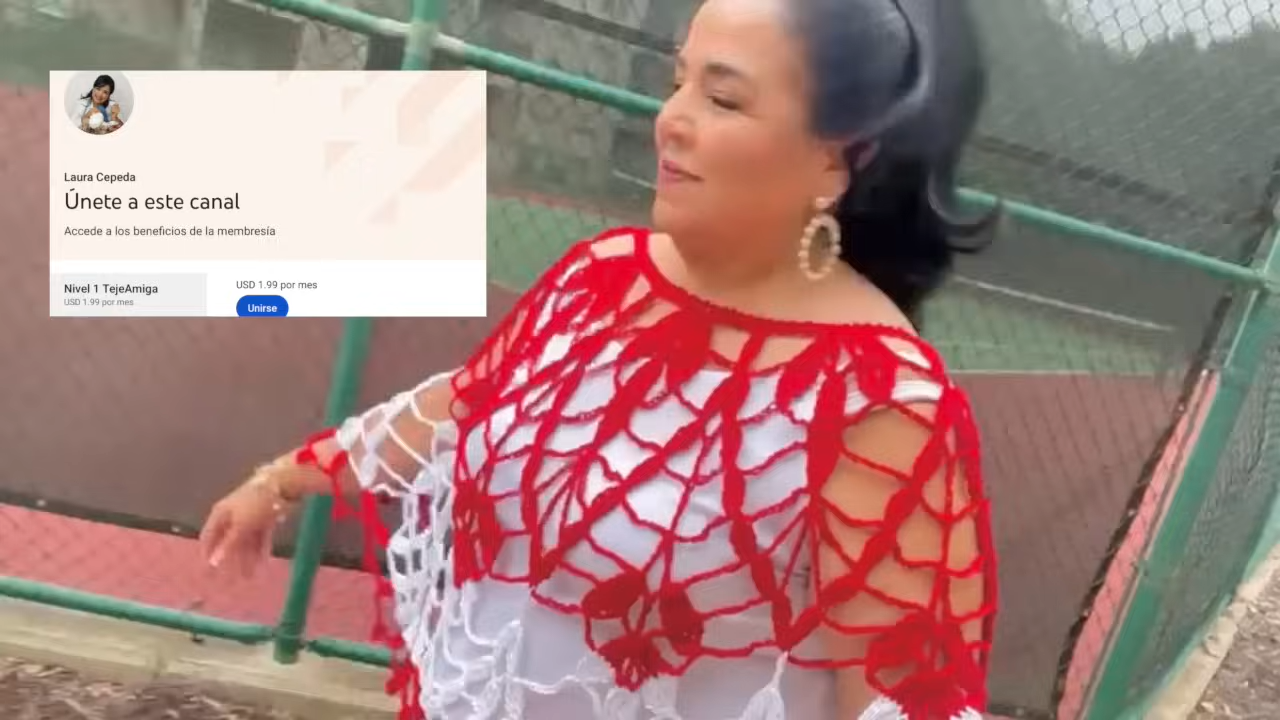 Laura Cepeda
Únete a este canal
Accede a los beneficios de la membresía
Nivel 1 TejeAmiga
USD 1.99 por mes
USD 1.99 por mes
Unirse